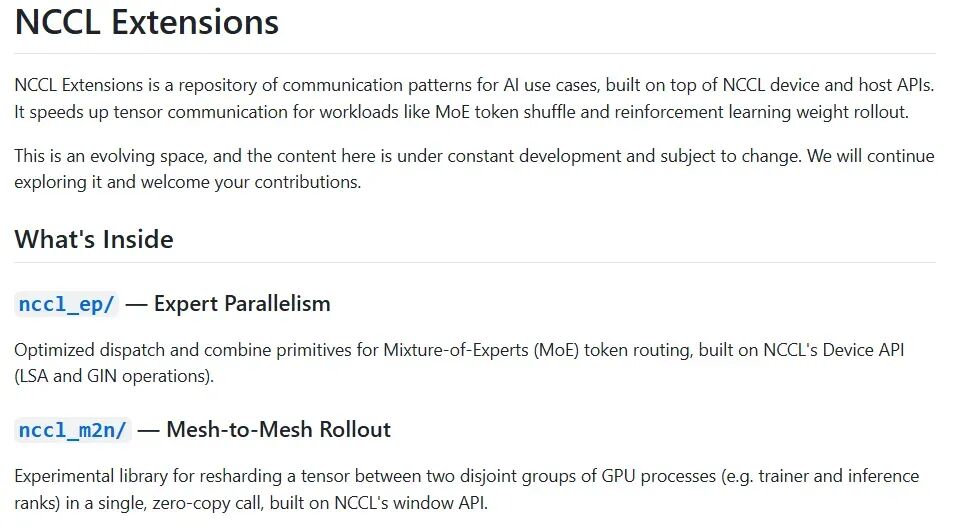 NCCL Extensions
NCCL Extensions is a repository of communication patterns for AI use cases, built on top of NCCL device and host APIs.
It speeds up tensor communication for workloads like MoE token shuffle and reinforcement learning weight rollout.
This is an evolving space, and the content here is under constant development and subject to change. We will continue
exploring it and welcome your contributions.
What's Inside
nccl_ep/ — Expert Parallelism
Optimized dispatch and combine primitives for Mixture-of-Experts (MoE) token routing, built on NCCL's Device API
(LSA and GIN operations).
nccl_m2n/ — Mesh-to-Mesh Rollout
Experimental library for resharding a tensor between two disjoint groups of GPU processes (e.g. trainer and inference
ranks) in a single, zero-copy call, built on NCCL's window API.